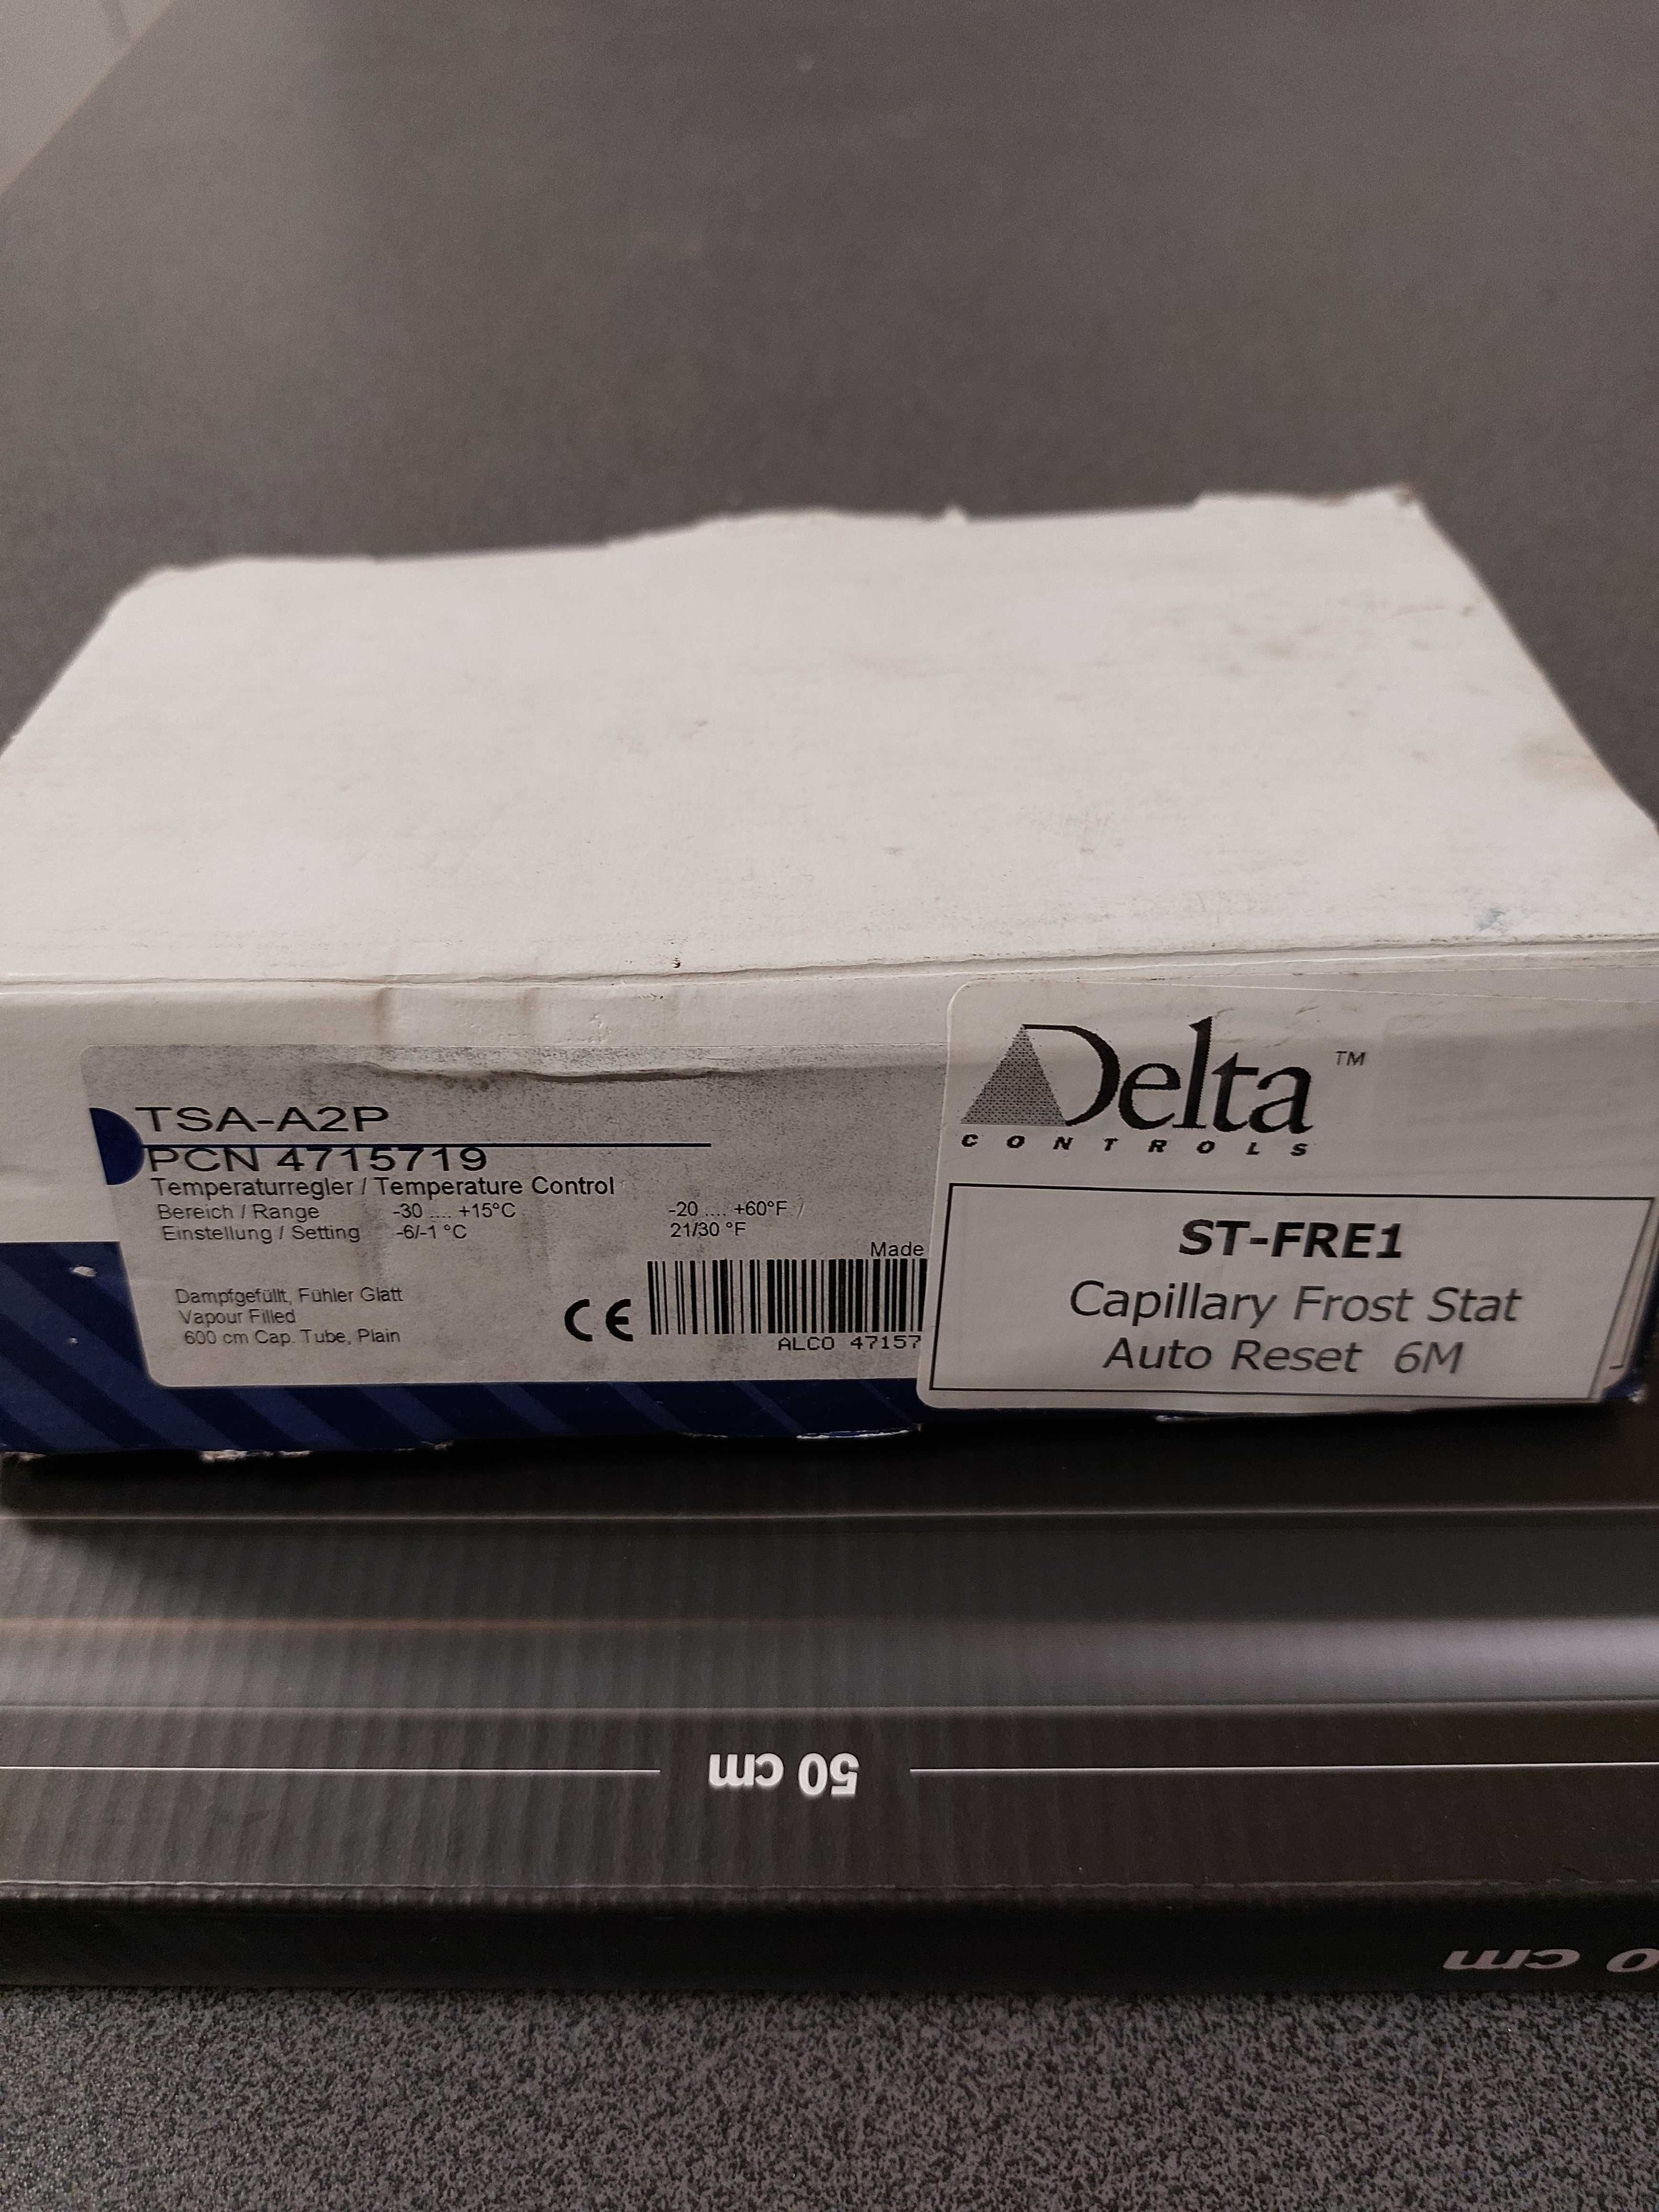 TSA-A2P
PCN 4715719
Temperaturregler / Temperature Control
Bereich / Range -30 .... +15°C -20 .... +60°F /
Einstellung / Setting -6/-1 °C 21/30 °F
Made
Dampfgefüllt, Fühler Glatt
Vapour Filled
600 cm Cap. Tube, Plain
CE
ALCO 47157
Delta ™
CONTROLS
ST-FRE1
Capillary Frost Stat
Auto Reset 6M
50 cm
0 cm